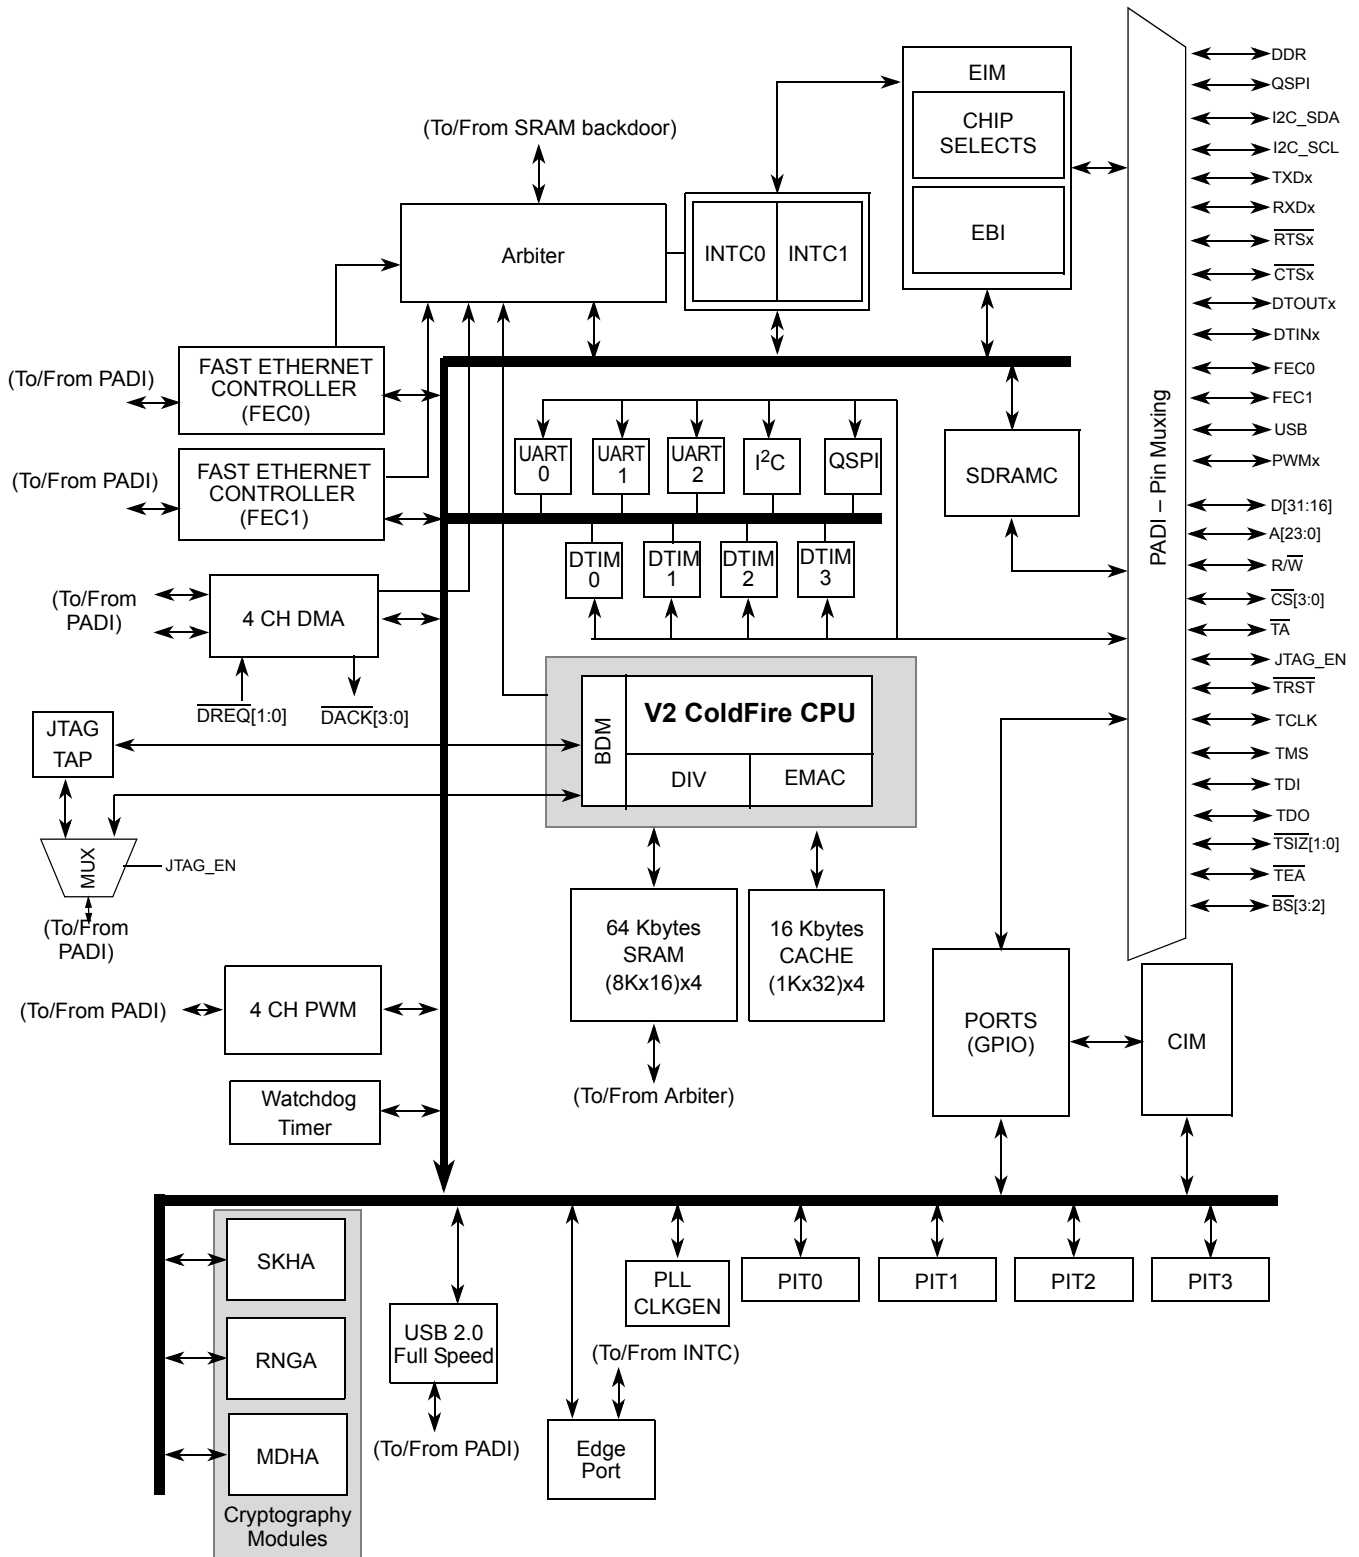 EIM
CHIP
SELECTS
EBI
(To/From SRAM backdoor)
Arbiter
INTC0
INTC1
DDR
QSPI
I2C_SDA
I2C_SCL
TXDx
RXDx
RTSx
CTSx
DTOUTx
DTINx
FEC0
FEC1
USB
PWMx
D[31:16]
A[23:0]
R/W
CS[3:0]
TA
JTAG_EN
TRST
TCLK
TMS
TDI
TDO
TSIZ[1:0]
TEA
BS[3:2]
PADI – Pin Muxing
(To/From PADI)
FAST ETHERNET
CONTROLLER
(FEC0)
(To/From PADI)
FAST ETHERNET
CONTROLLER
(FEC1)
UART
0
UART
1
UART
2
I2C
QSPI
SDRAMC
DTIM
0
DTIM
1
DTIM
2
DTIM
3
(To/From
PADI)
4 CH DMA
DREQ[1:0]
DACK[3:0]
JTAG
TAP
BDM
V2 ColdFire CPU
DIV
EMAC
MUX
JTAG_EN
(To/From
PADI)
64 Kbytes
SRAM
(8Kx16)x4
16 Kbytes
CACHE
(1Kx32)x4
(To/From PADI)
4 CH PWM
PORTS
(GPIO)
CIM
(To/From Arbiter)
Watchdog
Timer
SKHA
RNGA
MDHA
Cryptography
Modules
USB 2.0
Full Speed
(To/From PADI)
PLL
CLKGEN
PIT0
PIT1
PIT2
PIT3
(To/From INTC)
Edge
Port